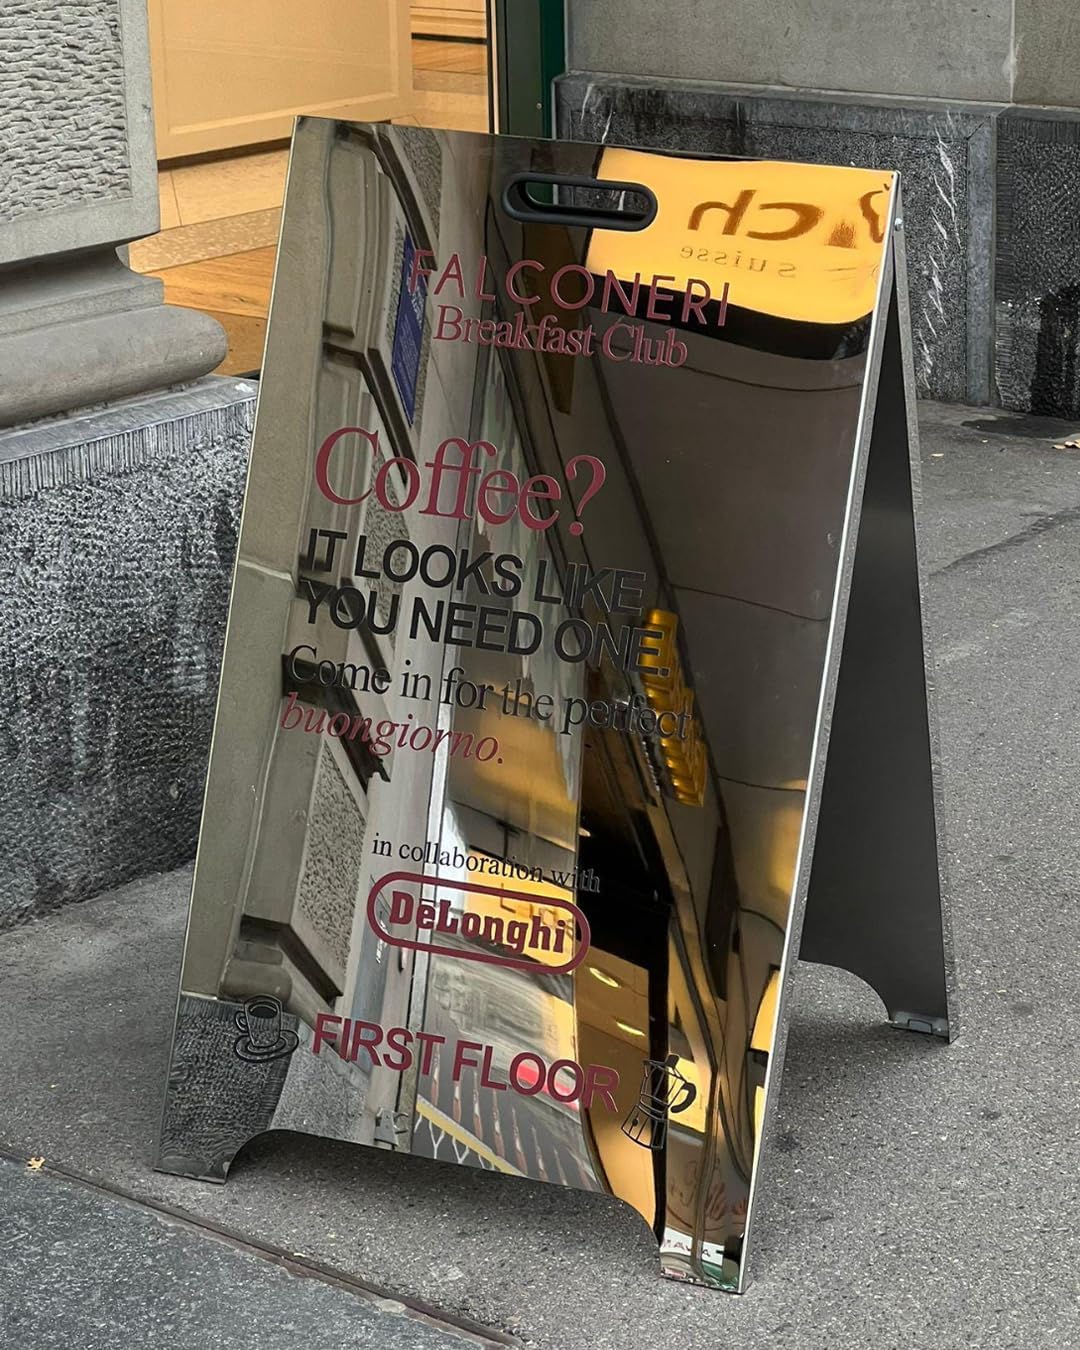 FALCONERI
Breakfast Club
Coffee?
IT LOOKS LIKE
YOU NEED ONE.
Come in for the perfect
buongiorno.
in collaboration with
DeLonghi
FIRST FLOOR
suisse